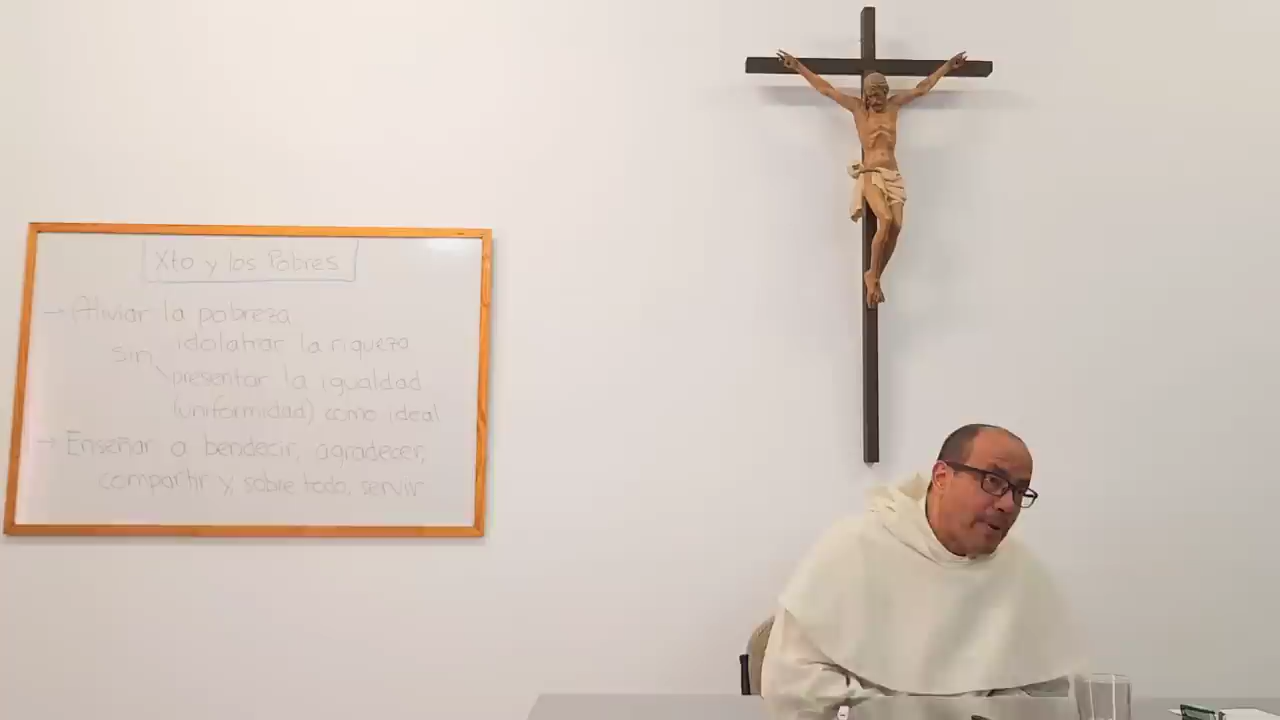 Xto y los Pobres
→ Aliviar la pobreza
idolatrar la riqueza
sin
presentar la igualdad
(uniformidad) como ideal
→ Enseñar a bendecir, agradecer,
compartir y, sobre todo, servir